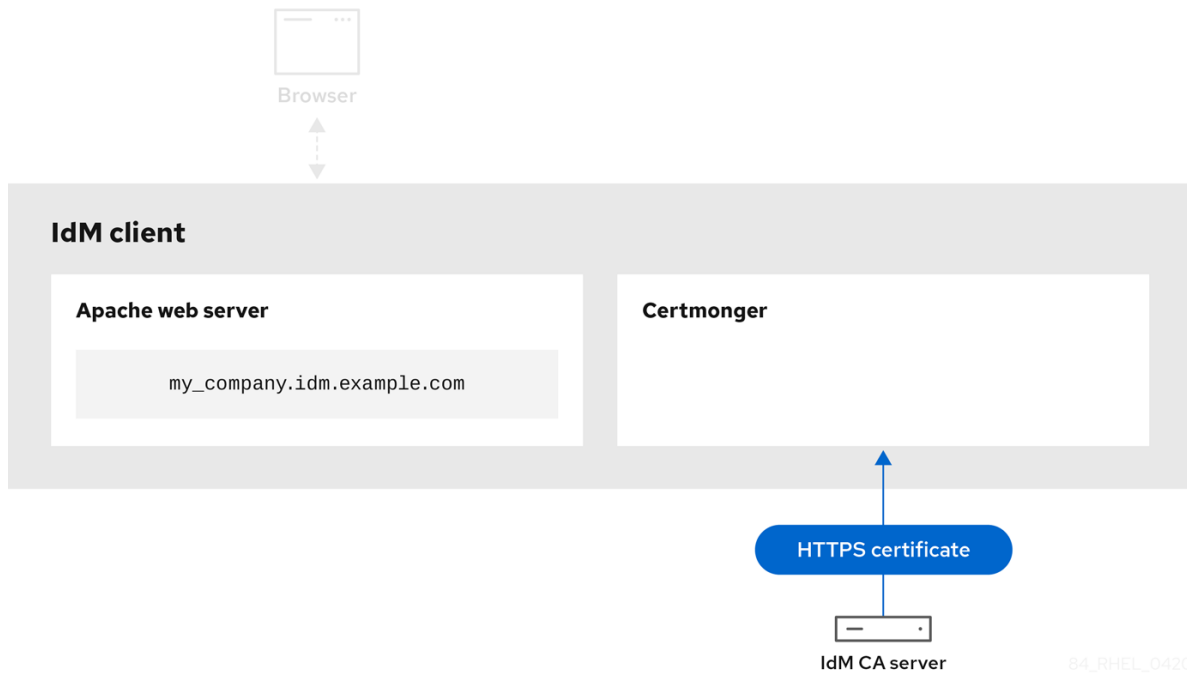 Browser
IdM client
Apache web server
Certmonger
my_company.idm.example.com
HTTPS certificate
IdM CA server
84_RHEL_0420